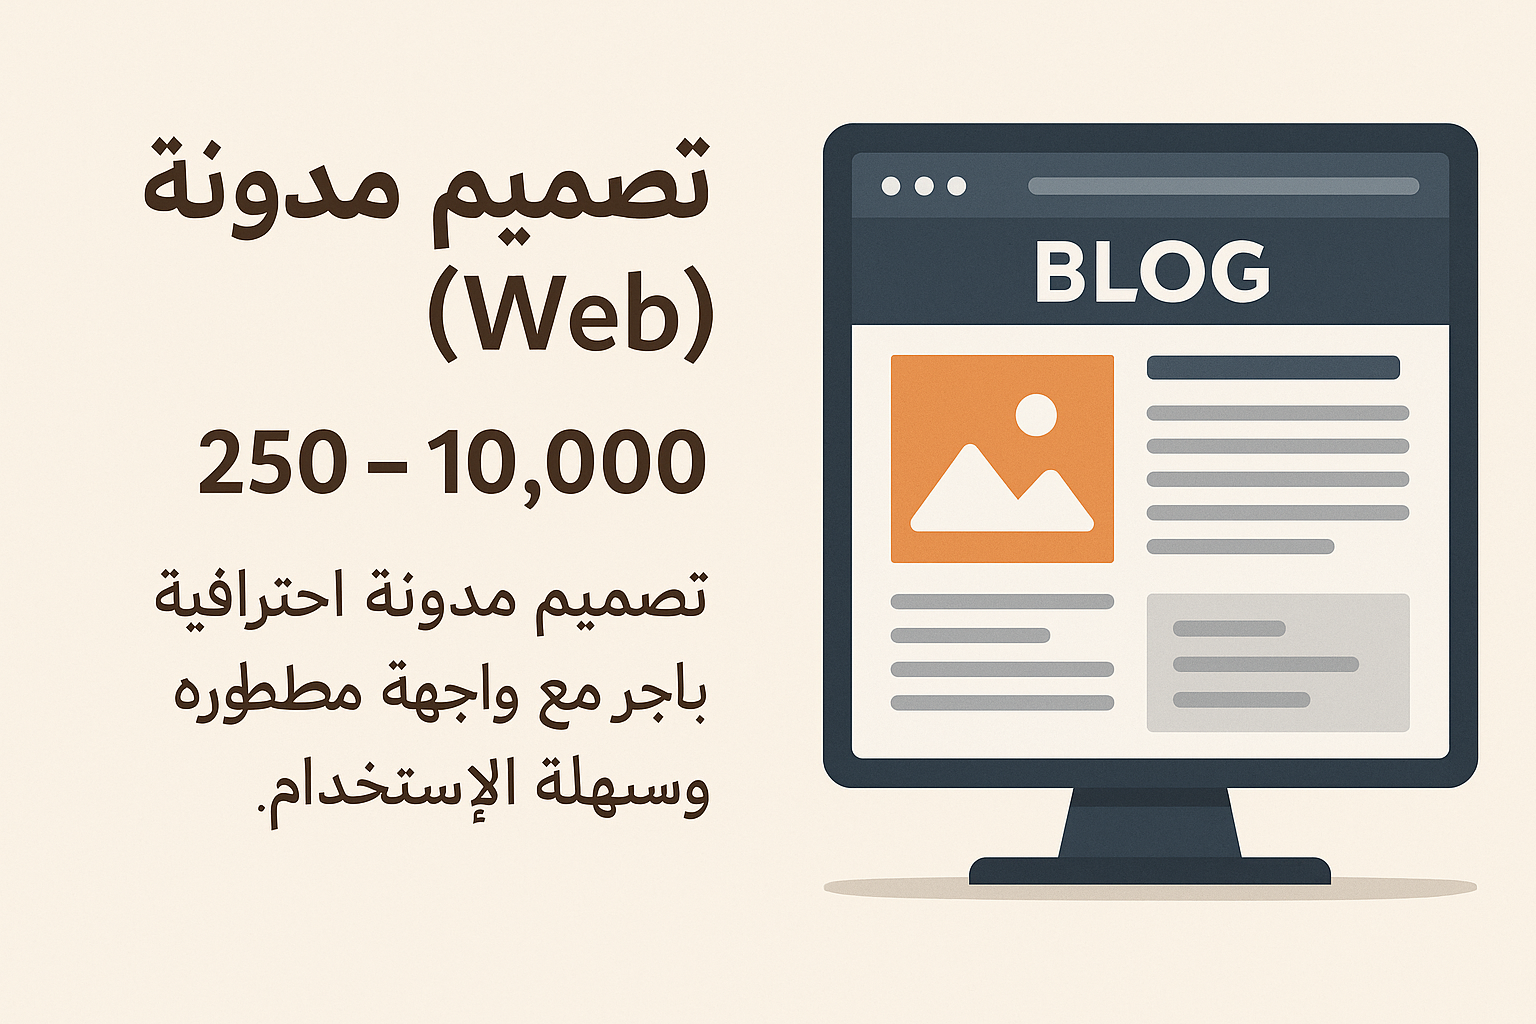 تصميم مدونة
(Web)
250 – 10,000
تصميم مدونة احترافية
باجر مع واجهة مططوره
وسهلة الإستخدام.
BLOG